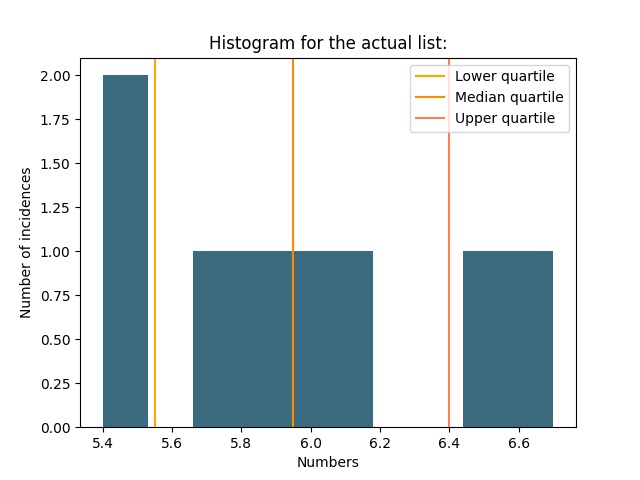 Histogram for the actual list:
Lower quartile
Median quartile
Upper quartile
Number of incidences
2.00
1.75
1.50
1.25
1.00
0.75
0.50
0.25
0.00
5.4 5.6 5.8 6.0 6.2 6.4 6.6
Numbers